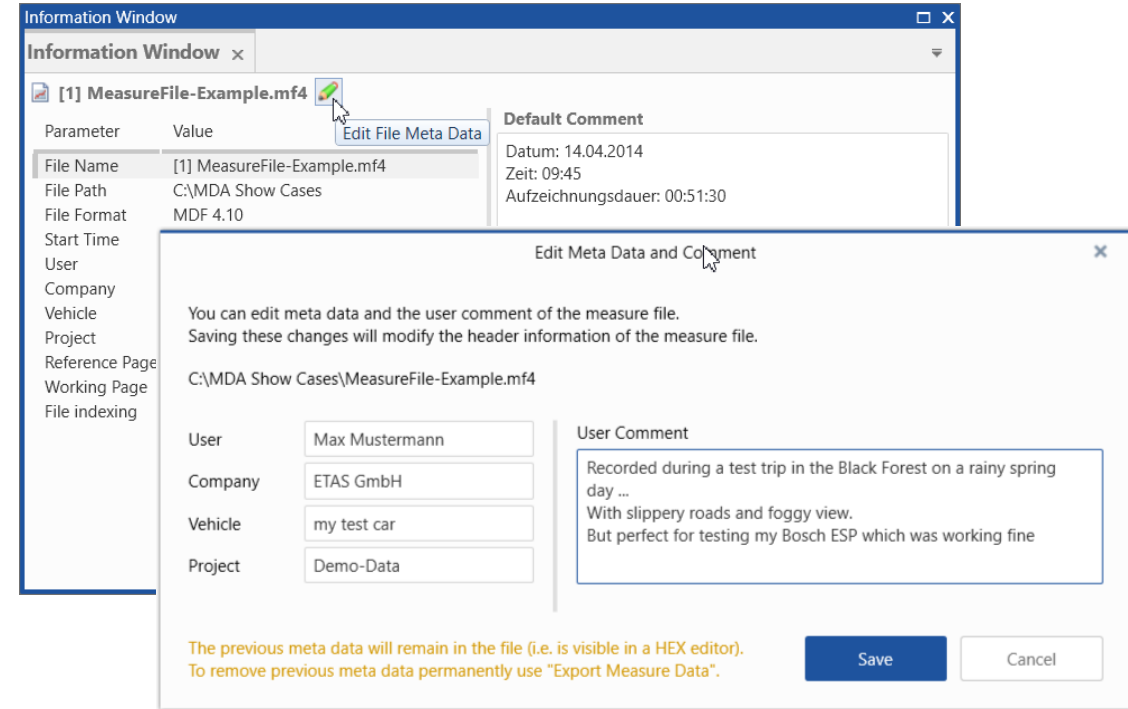 Information Window
Information Window
[1] MeasureFile-Example.mf4
Edit File Meta Data
Parameter Value
File Name [1] MeasureFile-Example.mf4
File Path C:\MDA Show Cases
File Format MDF 4.10
Start Time
User
Company
Vehicle
Project
Reference Page
Working Page
File indexing
Default Comment
Datum: 14.04.2014
Zeit: 09:45
Aufzeichnungsdauer: 00:51:30
Edit Meta Data and Comment
You can edit meta data and the user comment of the measure file.
Saving these changes will modify the header information of the measure file.
C:\MDA Show Cases\MeasureFile-Example.mf4
User Max Mustermann
Company ETAS GmbH
Vehicle my test car
Project Demo-Data
User Comment
Recorded during a test trip in the Black Forest on a rainy spring
day ...
With slippery roads and foggy view.
But perfect for testing my Bosch ESP which was working fine
The previous meta data will remain in the file (i.e. is visible in a HEX editor).
To remove previous meta data permanently use "Export Measure Data".
Save
Cancel